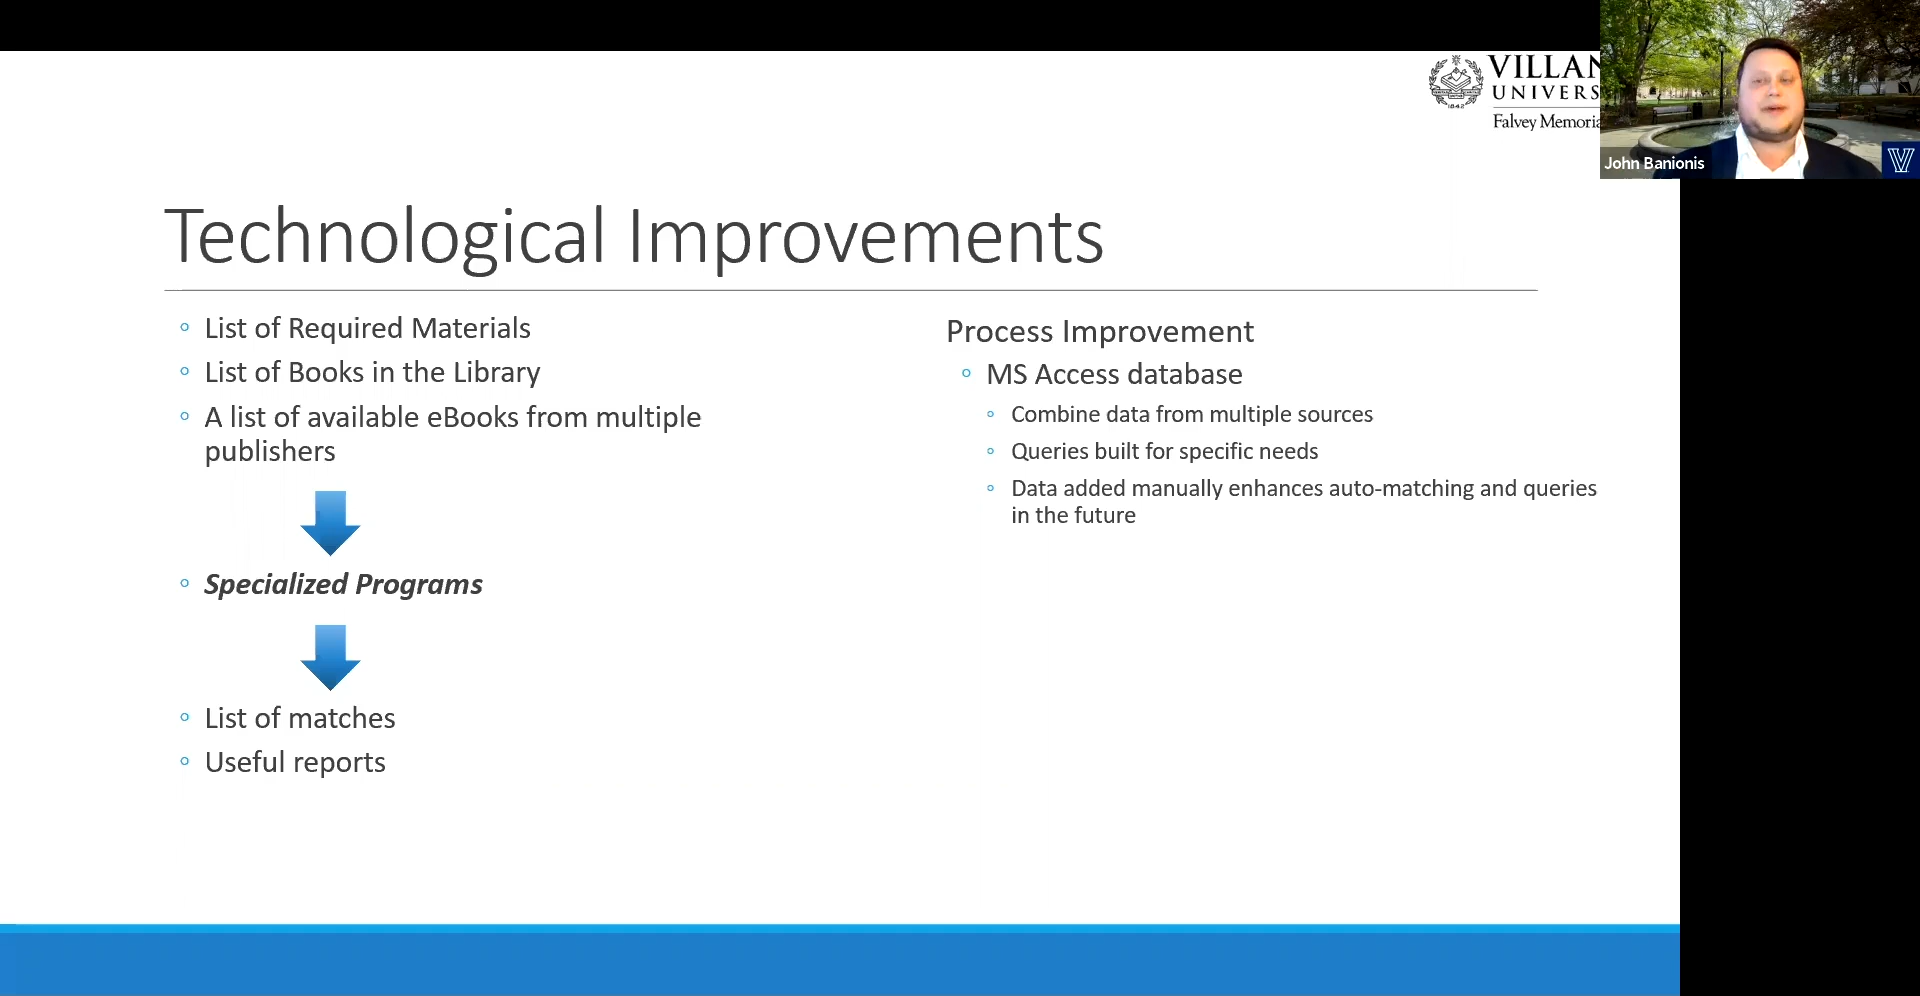 VILLAN
UNIVERS
Falvey Memoria
John Banionis
Technological Improvements
List of Required Materials
List of Books in the Library
A list of available eBooks from multiple
publishers
Specialized Programs
List of matches
Useful reports
Process Improvement
MS Access database
Combine data from multiple sources
Queries built for specific needs
Data added manually enhances auto-matching and queries
in the future